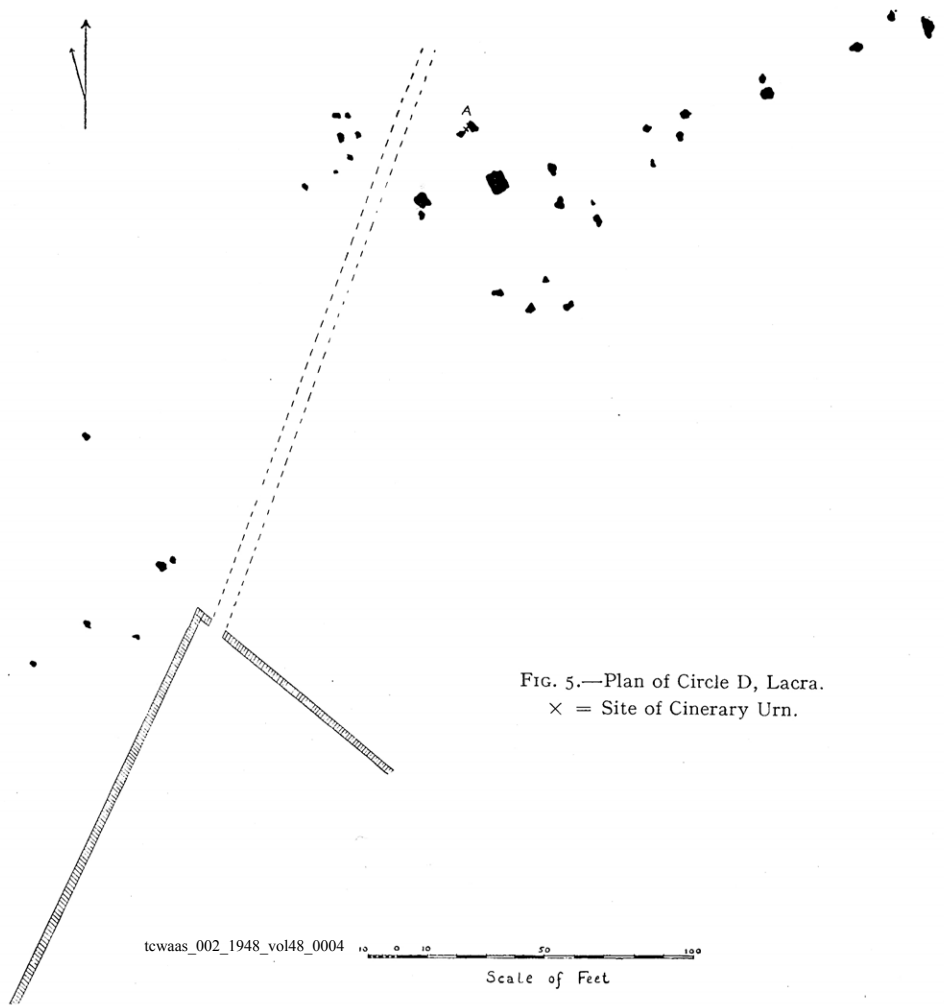 A
×
FIG. 5.—Plan of Circle D, Lacra.
× = Site of Cinerary Urn.
tcwaas_002_1948_vol48_0004
10 0 10 50 100
Scale of Feet